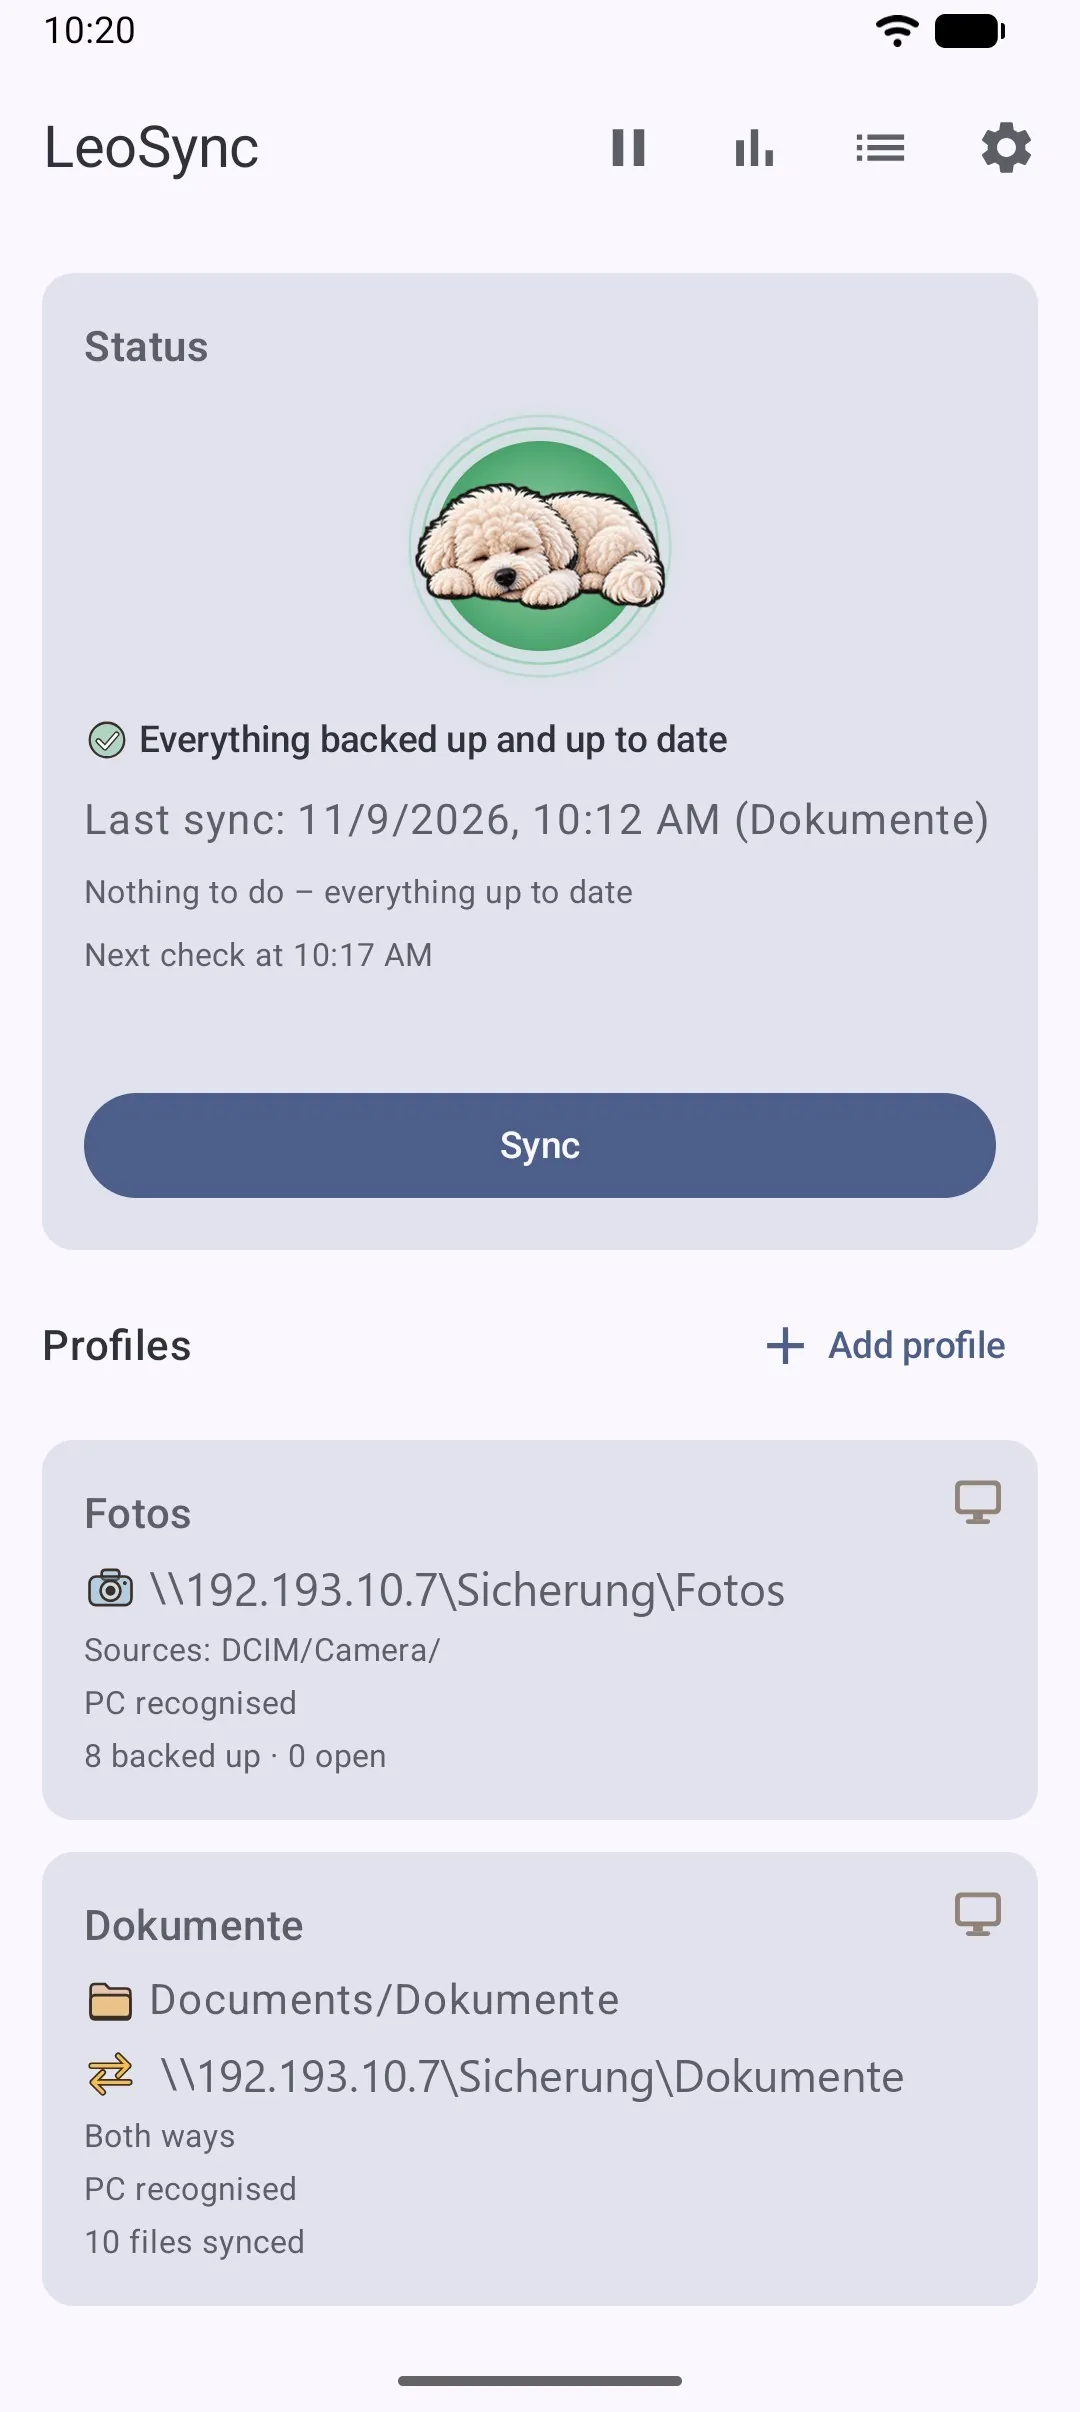 10:20
LeoSync
Status
Everything backed up and up to date
Last sync: 11/9/2026, 10:12 AM (Dokumente)
Nothing to do – everything up to date
Next check at 10:17 AM
Sync
Profiles
Add profile
Fotos
\\192.193.10.7\Sicherung\Fotos
Sources: DCIM/Camera/
PC recognised
8 backed up · 0 open
Dokumente
Documents/Dokumente
\\192.193.10.7\Sicherung\Dokumente
Both ways
PC recognised
10 files synced